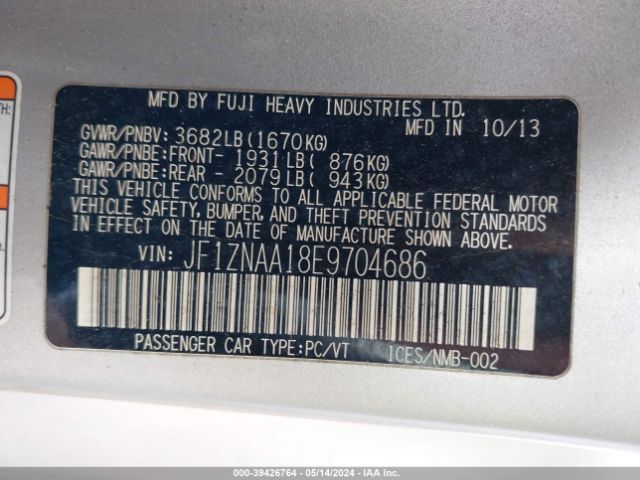 MFD BY FUJI HEAVY INDUSTRIES LTD.
MFD IN 10/13
GVWR/PNBV: 3682LB(1670KG)
GAWR/PNBE:FRONT- 1931LB( 876KG)
GAWR/PNBE:REAR - 2079LB( 943KG)
THIS VEHICLE CONFORMS TO ALL APPLICABLE FEDERAL MOTOR
VEHICLE SAFETY, BUMPER, AND THEFT PREVENTION STANDARDS
IN EFFECT ON THE DATE OF MANUFACTURE SHOWN ABOVE.
VIN: JF1ZNAA18E9704686
PASSENGER CAR TYPE:PC/VT ICES/NMB-002
000-39426764 - 05/14/2024 - IAA Inc.